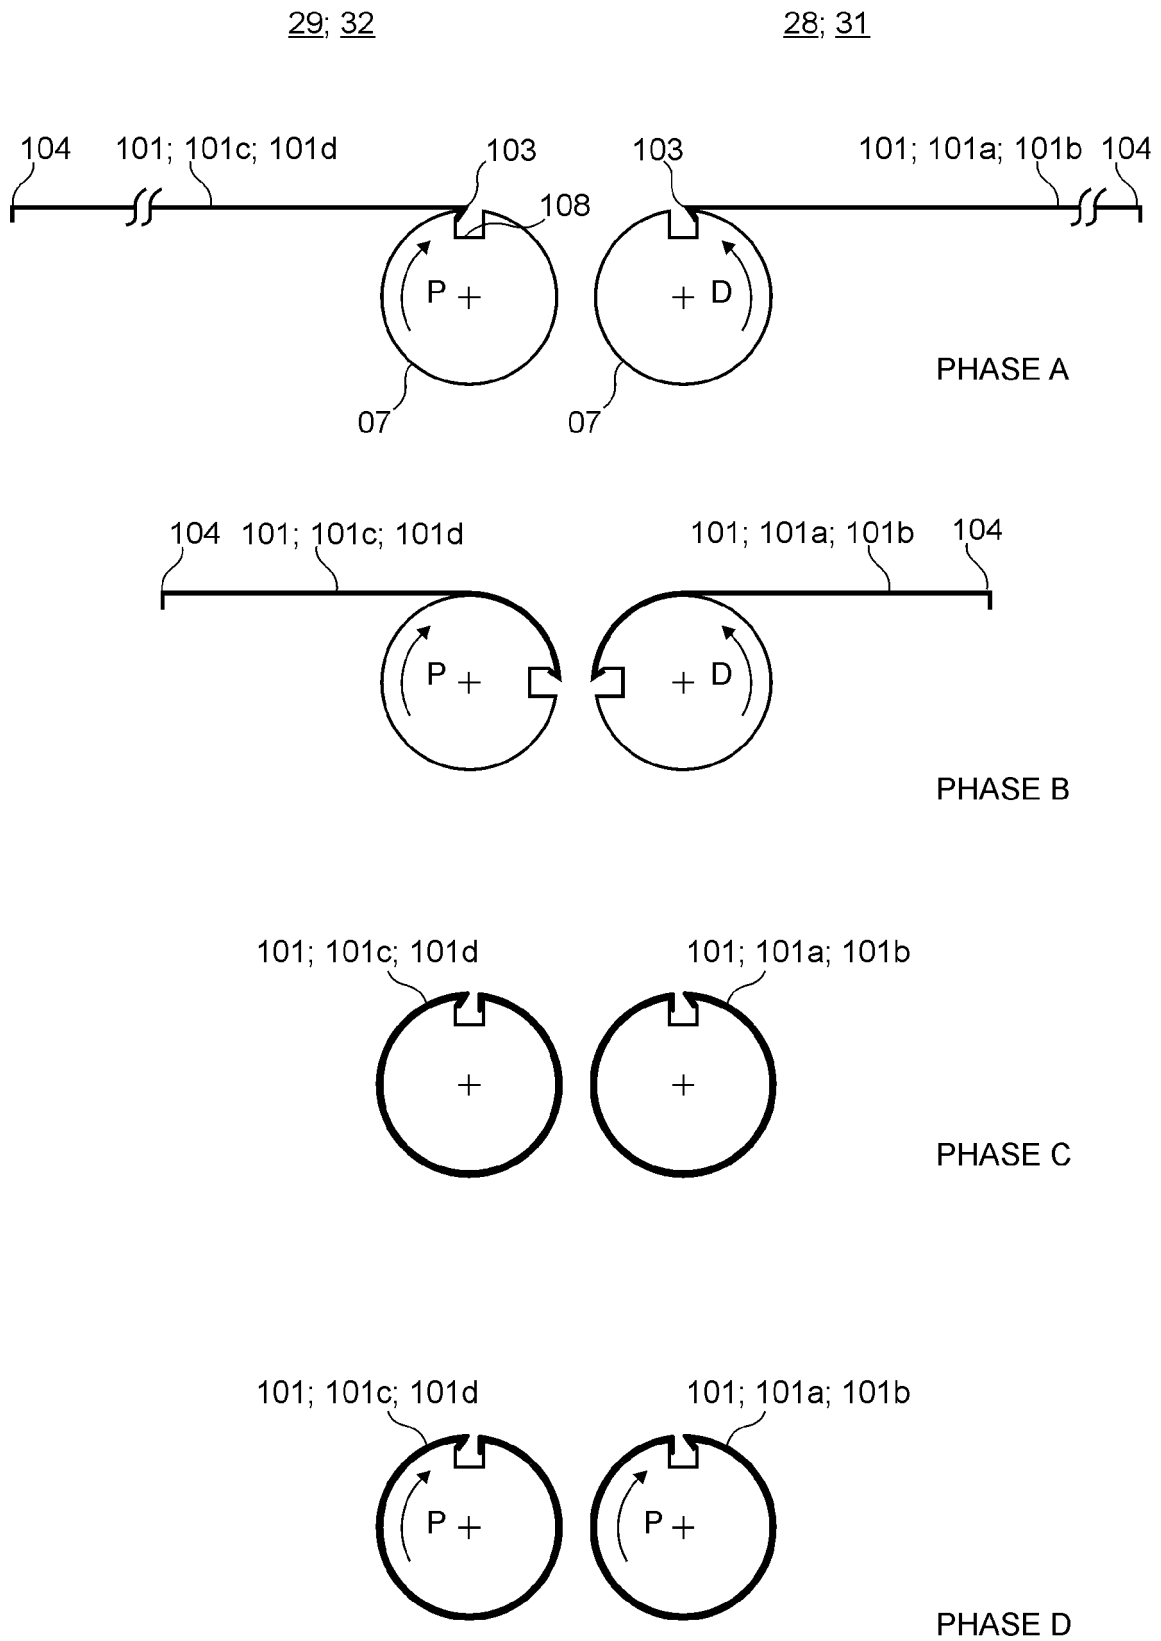 29; 32 28; 31
104 101; 101c; 101d 103 103 101; 101a; 101b 104
108
P D
PHASE A
07 07
104 101; 101c; 101d 101; 101a; 101b 104
P D
PHASE B
101; 101c; 101d 101; 101a; 101b
PHASE C
101; 101c; 101d 101; 101a; 101b
P P
PHASE D